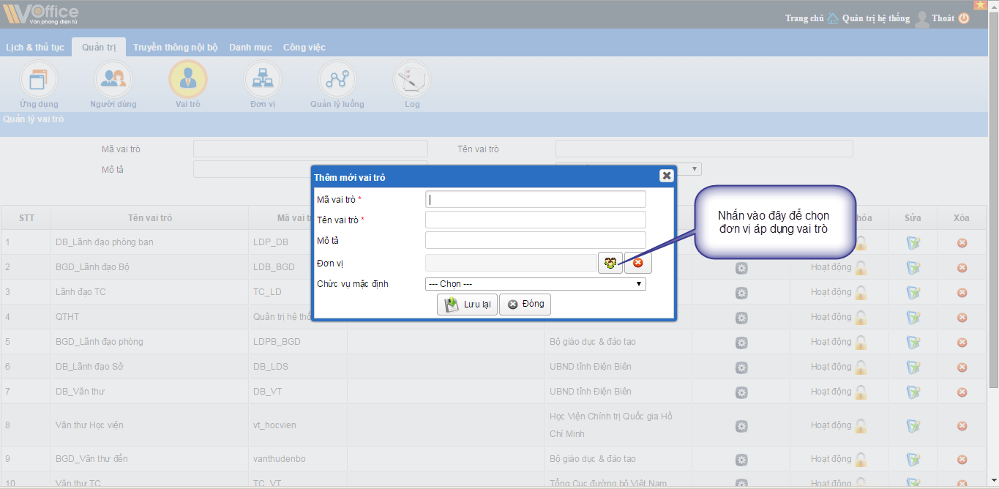 VOffice
Văn phòng điện tử
Trang chủ Quản trị hệ thống Thoát
Lịch & thủ tục Quản trị Truyền thông nội bộ Danh mục Công việc
Ứng dụng Người dùng Vai trò Đơn vị Quản lý luồng Log
Quản lý vai trò
Mã vai trò Tên vai trò
Mô tả
Thêm mới vai trò
Mã vai trò *
Tên vai trò *
Mô tả
Đơn vị
Chức vụ mặc định --- Chọn ---
Lưu lại Đóng
Nhấn vào đây để chọn
đơn vị áp dụng vai trò
STT Tên vai trò Mã vai hóa Sửa Xóa
1 DB_Lãnh đạo phòng ban LDP_DB
2 BGD_Lãnh đạo Bộ LDB_BGD Hoạt động
3 Lãnh đạo TC TC_LD Hoạt động
4 QTHT Quản trị hệ Hoạt động
5 BGD_Lãnh đạo phòng LDPB_BGD Bộ giáo dục & đào tạo Hoạt động
6 DB_Lãnh đạo Sở DB_LDS UBND tỉnh Điện Biên Hoạt động
7 DB_Văn thư DB_VT UBND tỉnh Điện Biên Hoạt động
8 Văn thư Học viện vt_hocvien Học Viện Chính trị Quốc gia Hồ
Chí Minh Hoạt động
9 BGD_Văn thư đến vanthudenbo Bộ giáo dục & đào tạo Hoạt động
10 Văn thư TC TC_VT Tổng Cục đường bộ Việt Nam Hoạt động